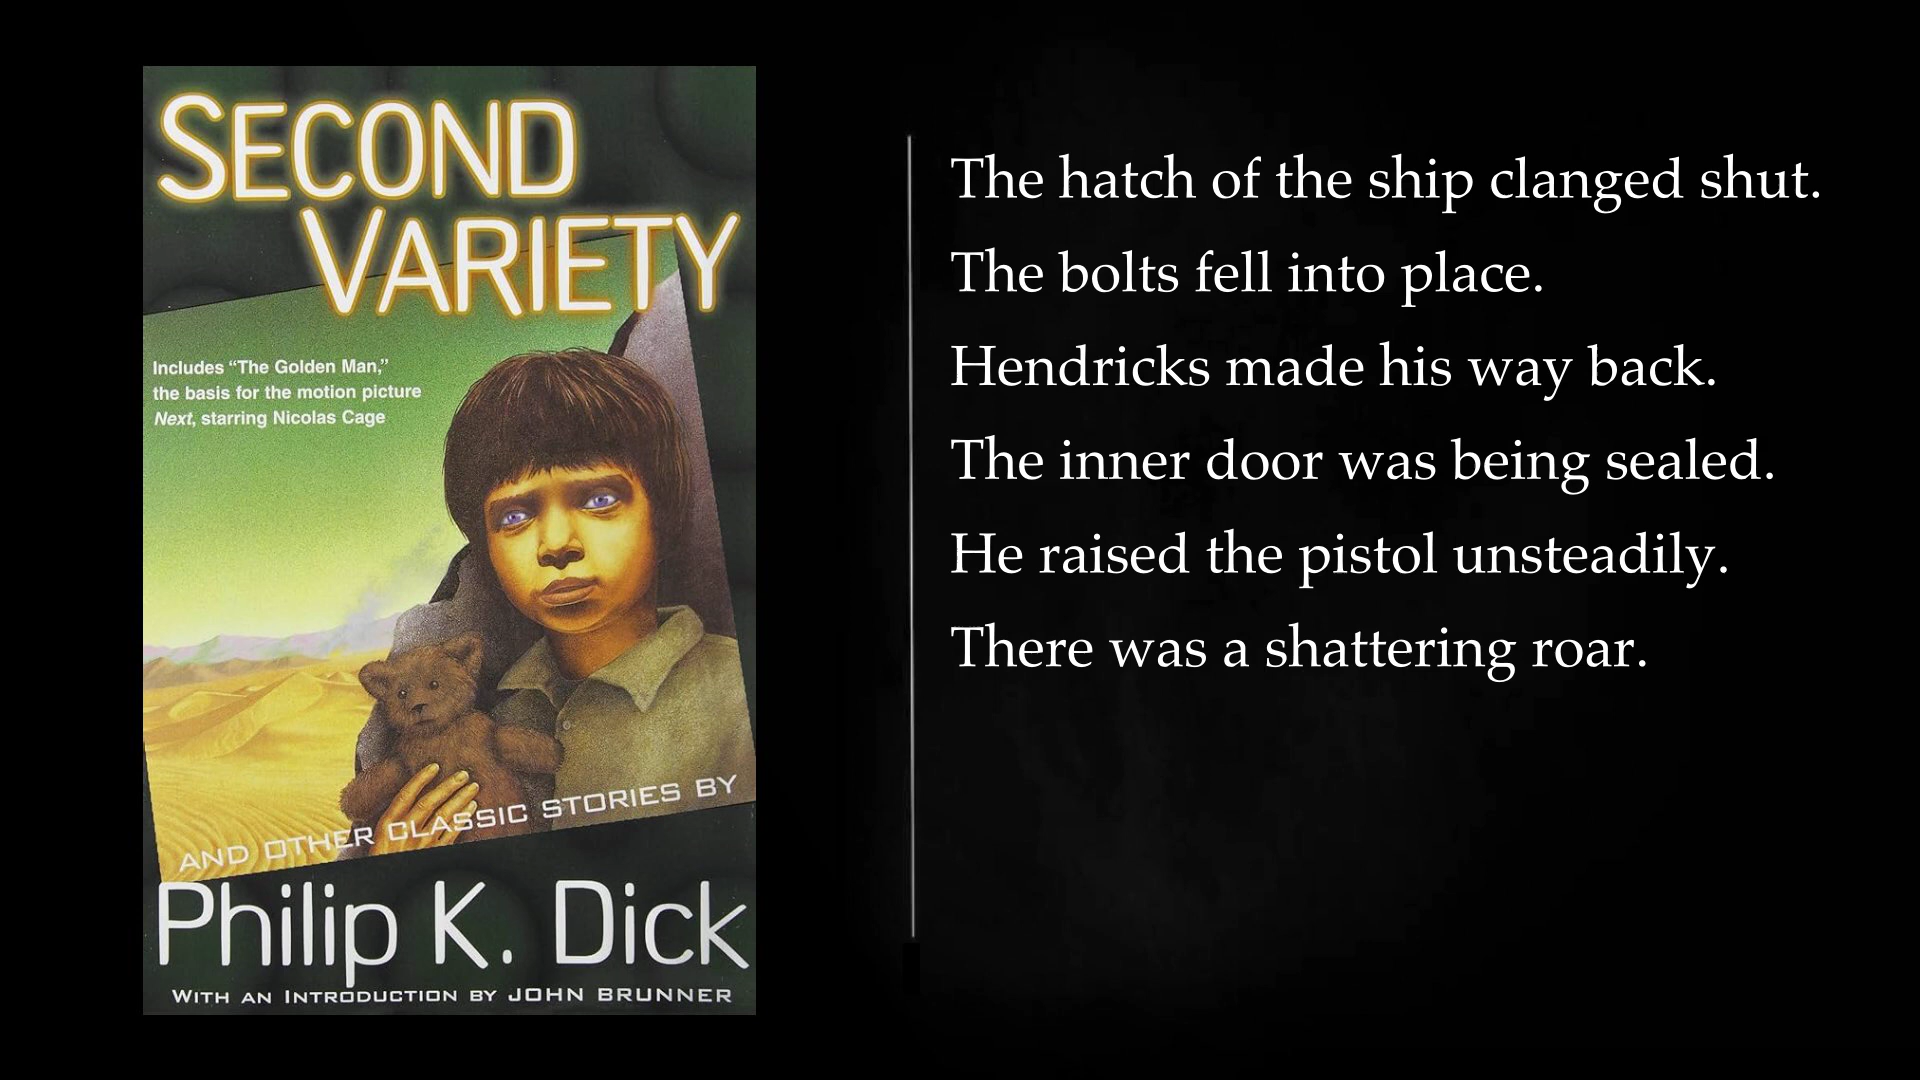 SECOND
VARIETY
Includes “The Golden Man,”
the basis for the motion picture
Next, starring Nicolas Cage
AND OTHER CLASSIC STORIES BY
Philip K. Dick
WITH AN INTRODUCTION BY JOHN BRUNNER
The hatch of the ship clanged shut.
The bolts fell into place.
Hendricks made his way back.
The inner door was being sealed.
He raised the pistol unsteadily.
There was a shattering roar.